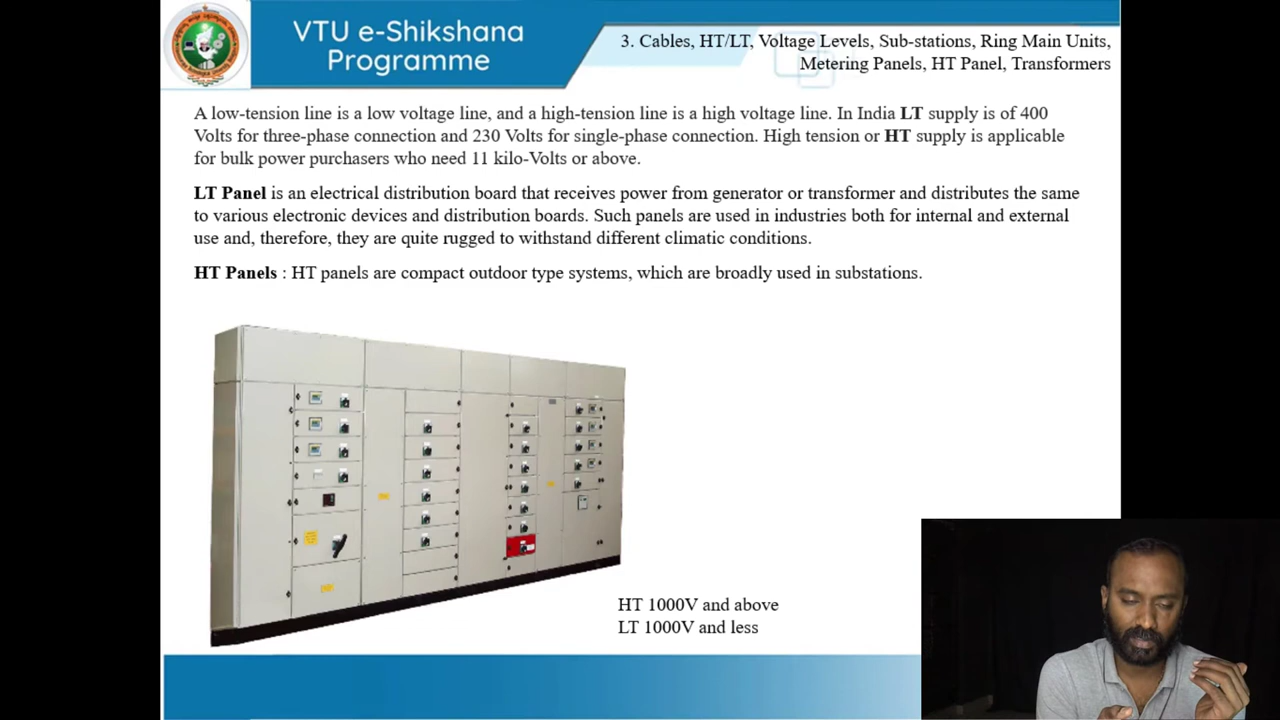 VTU e-Shikshana
Programme
3. Cables, HT/LT, Voltage Levels, Sub-stations, Ring Main Units,
Metering Panels, HT Panel, Transformers
A low-tension line is a low voltage line, and a high-tension line is a high voltage line. In India LT supply is of 400
Volts for three-phase connection and 230 Volts for single-phase connection. High tension or HT supply is applicable
for bulk power purchasers who need 11 kilo-Volts or above.
LT Panel is an electrical distribution board that receives power from generator or transformer and distributes the same
to various electronic devices and distribution boards. Such panels are used in industries both for internal and external
use and, therefore, they are quite rugged to withstand different climatic conditions.
HT Panels : HT panels are compact outdoor type systems, which are broadly used in substations.
HT 1000V and above
LT 1000V and less